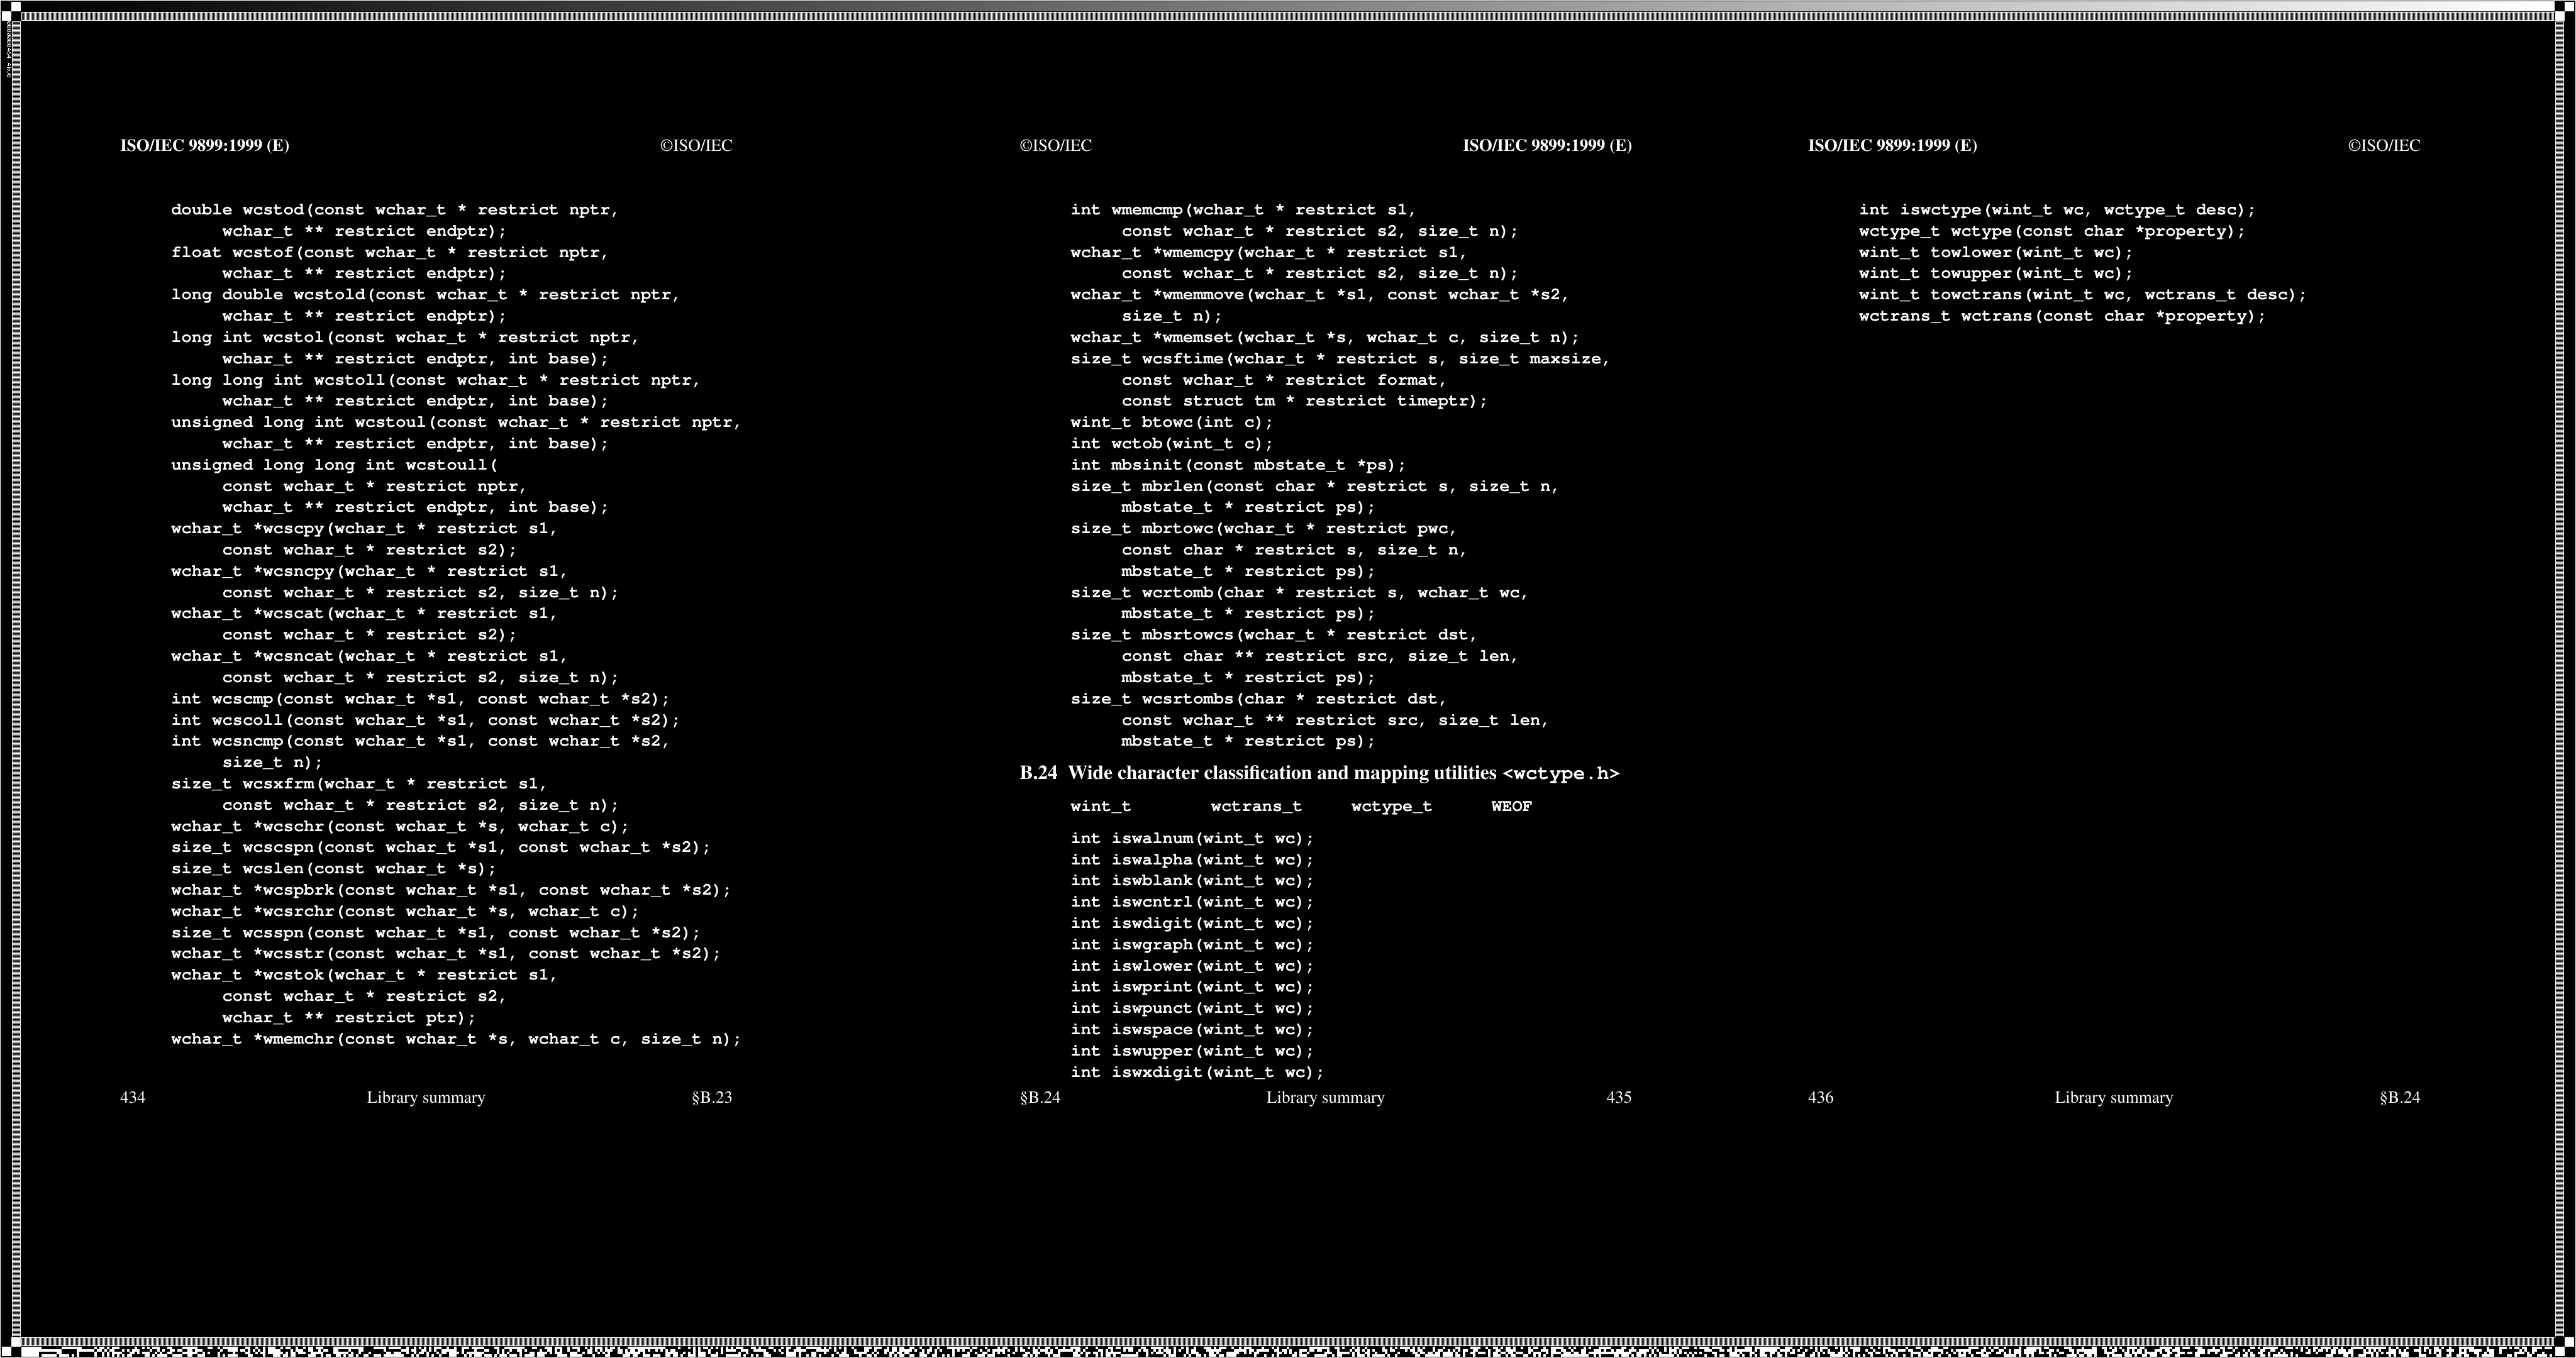 ISO/IEC 9899:1999 (E) ©ISO/IEC
double wcstod(const wchar_t * restrict nptr,
wchar_t ** restrict endptr);
float wcstof(const wchar_t * restrict nptr,
wchar_t ** restrict endptr);
long double wcstold(const wchar_t * restrict nptr,
wchar_t ** restrict endptr);
long int wcstol(const wchar_t * restrict nptr,
wchar_t ** restrict endptr, int base);
long long int wcstoll(const wchar_t * restrict nptr,
wchar_t ** restrict endptr, int base);
unsigned long int wcstoul(const wchar_t * restrict nptr,
wchar_t ** restrict endptr, int base);
unsigned long long int wcstoull(
const wchar_t * restrict nptr,
wchar_t ** restrict endptr, int base);
wchar_t *wcscpy(wchar_t * restrict s1,
const wchar_t * restrict s2);
wchar_t *wcsncpy(wchar_t * restrict s1,
const wchar_t * restrict s2, size_t n);
wchar_t *wcscat(wchar_t * restrict s1,
const wchar_t * restrict s2);
wchar_t *wcsncat(wchar_t * restrict s1,
const wchar_t * restrict s2, size_t n);
int wcscmp(const wchar_t *s1, const wchar_t *s2);
int wcscoll(const wchar_t *s1, const wchar_t *s2);
int wcsncmp(const wchar_t *s1, const wchar_t *s2,
size_t n);
size_t wcsxfrm(wchar_t * restrict s1,
const wchar_t * restrict s2, size_t n);
wchar_t *wcschr(const wchar_t *s, wchar_t c);
size_t wcscspn(const wchar_t *s1, const wchar_t *s2);
size_t wcslen(const wchar_t *s);
wchar_t *wcspbrk(const wchar_t *s1, const wchar_t *s2);
wchar_t *wcsrchr(const wchar_t *s, wchar_t c);
size_t wcsspn(const wchar_t *s1, const wchar_t *s2);
wchar_t *wcsstr(const wchar_t *s1, const wchar_t *s2);
wchar_t *wcstok(wchar_t * restrict s1,
const wchar_t * restrict s2,
wchar_t ** restrict ptr);
wchar_t *wmemchr(const wchar_t *s, wchar_t c, size_t n);
434 Library summary §B.23
©ISO/IEC ISO/IEC 9899:1999 (E)
int wmemcmp(wchar_t * restrict s1,
const wchar_t * restrict s2, size_t n);
wchar_t *wmemcpy(wchar_t * restrict s1,
const wchar_t * restrict s2, size_t n);
wchar_t *wmemmove(wchar_t *s1, const wchar_t *s2,
size_t n);
wchar_t *wmemset(wchar_t *s, wchar_t c, size_t n);
size_t wcsftime(wchar_t * restrict s, size_t maxsize,
const wchar_t * restrict format,
const struct tm * restrict timeptr);
wint_t btowc(int c);
int wctob(wint_t c);
int mbsinit(const mbstate_t *ps);
size_t mbrlen(const char * restrict s, size_t n,
mbstate_t * restrict ps);
size_t mbrtowc(wchar_t * restrict pwc,
const char * restrict s, size_t n,
mbstate_t * restrict ps);
size_t wcrtomb(char * restrict s, wchar_t wc,
mbstate_t * restrict ps);
size_t mbsrtowcs(wchar_t * restrict dst,
const char ** restrict src, size_t len,
mbstate_t * restrict ps);
size_t wcsrtombs(char * restrict dst,
const wchar_t ** restrict src, size_t len,
mbstate_t * restrict ps);
B.24 Wide character classification and mapping utilities <wctype.h>
wint_t wctrans_t wctype_t WEOF
int iswalnum(wint_t wc);
int iswalpha(wint_t wc);
int iswblank(wint_t wc);
int iswcntrl(wint_t wc);
int iswdigit(wint_t wc);
int iswgraph(wint_t wc);
int iswlower(wint_t wc);
int iswprint(wint_t wc);
int iswpunct(wint_t wc);
int iswspace(wint_t wc);
int iswupper(wint_t wc);
int iswxdigit(wint_t wc);
§B.24 Library summary 435
ISO/IEC 9899:1999 (E) ©ISO/IEC
int iswctype(wint_t wc, wctype_t desc);
wctype_t wctype(const char *property);
wint_t towlower(wint_t wc);
wint_t towupper(wint_t wc);
wint_t towctrans(wint_t wc, wctrans_t desc);
wctrans_t wctrans(const char *property);
436 Library summary §B.24